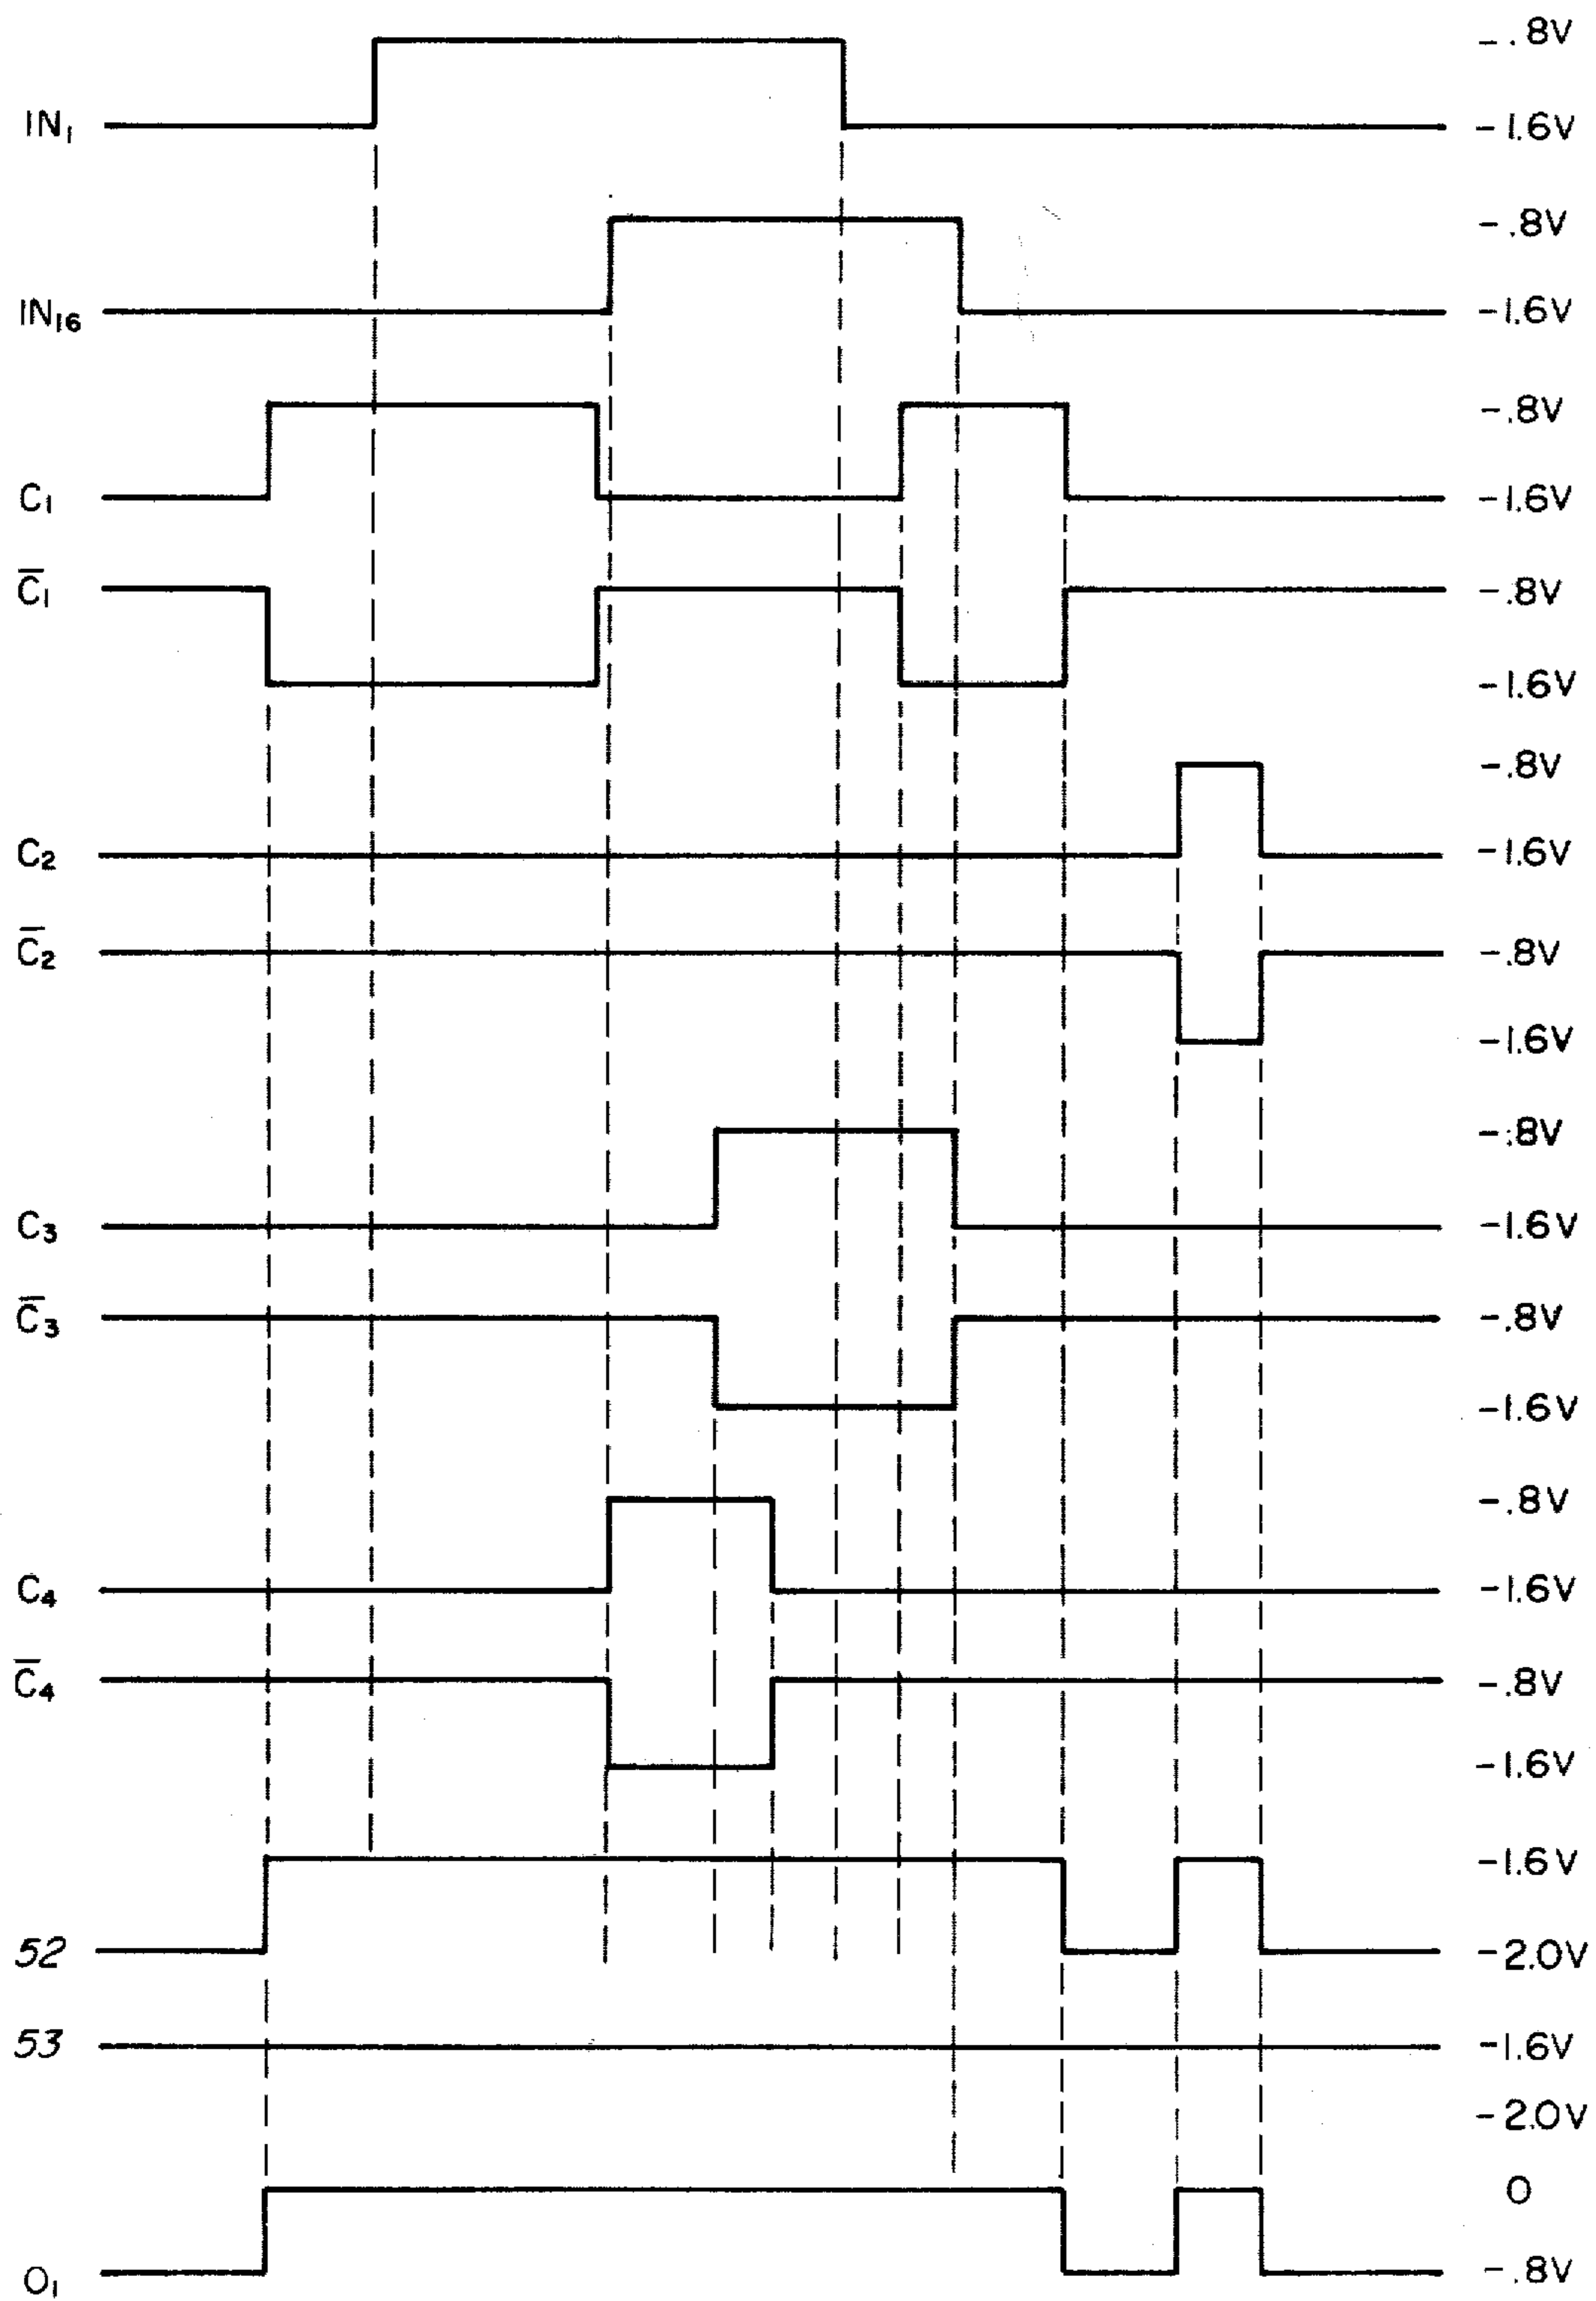 -.8V
IN₁ -1.6V
-.8V
IN₁₆ -1.6V
-.8V
C₁ -1.6V
C̅₁ -.8V
-1.6V
-.8V
C₂ -1.6V
C̅₂ -.8V
-1.6V
-.8V
C₃ -1.6V
C̅₃ -.8V
-1.6V
-.8V
C₄ -1.6V
C̅₄ -.8V
-1.6V
-1.6V
52 -2.0V
53 -1.6V
-2.0V
0
O₁ -.8V